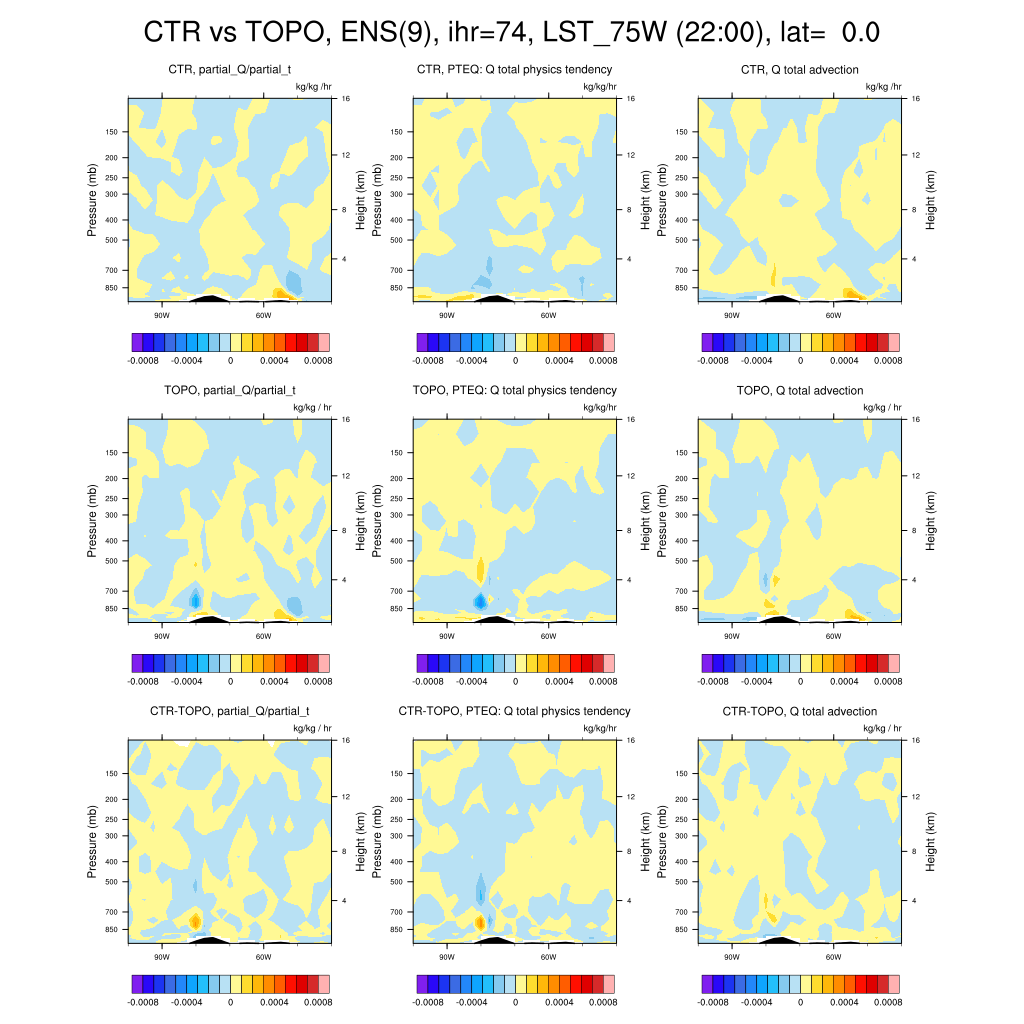 CTR vs TOPO, ENS(9), ihr=74, LST_75W (22:00), lat=  0.0
CTR, partial_Q/partial_t
kg/kg /hr
Pressure (mb)
150
200
250
300
400
500
700
850
16
12
8
4
Height (km)
90W
60W
-0.0008 -0.0004 0 0.0004 0.0008
CTR, PTEQ: Q total physics tendency
kg/kg/hr
Pressure (mb)
150
200
250
300
400
500
700
850
16
12
8
4
Height (km)
90W
60W
-0.0008 -0.0004 0 0.0004 0.0008
CTR, Q total advection
kg/kg/hr
Pressure (mb)
150
200
250
300
400
500
700
850
16
12
8
4
Height (km)
90W
60W
-0.0008 -0.0004 0 0.0004 0.0008
TOPO, partial_Q/partial_t
kg/kg / hr
Pressure (mb)
150
200
250
300
400
500
700
850
16
12
8
4
Height (km)
90W
60W
-0.0008 -0.0004 0 0.0004 0.0008
TOPO, PTEQ: Q total physics tendency
kg/kg/hr
Pressure (mb)
150
200
250
300
400
500
700
850
16
12
8
4
Height (km)
90W
60W
-0.0008 -0.0004 0 0.0004 0.0008
TOPO, Q total advection
kg/kg / hr
Pressure (mb)
150
200
250
300
400
500
700
850
16
12
8
4
Height (km)
90W
60W
-0.0008 -0.0004 0 0.0004 0.0008
CTR-TOPO, partial_Q/partial_t
kg/kg / hr
Pressure (mb)
150
200
250
300
400
500
700
850
16
12
8
4
Height (km)
90W
60W
-0.0008 -0.0004 0 0.0004 0.0008
CTR-TOPO, PTEQ: Q total physics tendency
kg/kg/hr
Pressure (mb)
150
200
250
300
400
500
700
850
16
12
8
4
Height (km)
90W
60W
-0.0008 -0.0004 0 0.0004 0.0008
CTR-TOPO, Q total advection
kg/kg / hr
Pressure (mb)
150
200
250
300
400
500
700
850
16
12
8
4
Height (km)
90W
60W
-0.0008 -0.0004 0 0.0004 0.0008